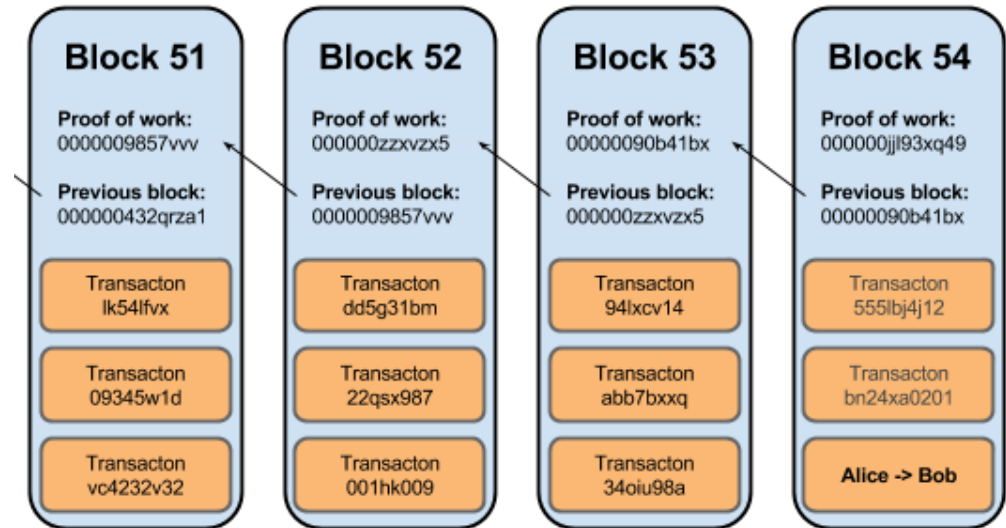 Block 51
Proof of work:
0000009857vvv
Previous block:
000000432qrza1
Transacton
lk54lfvx
Transacton
09345w1d
Transacton
vc4232v32
Block 52
Proof of work:
000000zzxvzx5
Previous block:
0000009857vvv
Transacton
dd5g31bm
Transacton
22qsx987
Transacton
001hk009
Block 53
Proof of work:
00000090b41bx
Previous block:
000000zzxvzx5
Transacton
94lxcv14
Transacton
abb7bxxq
Transacton
34oiu98a
Block 54
Proof of work:
000000jjl93xq49
Previous block:
00000090b41bx
Transacton
555lbj4j12
Transacton
bn24xa0201
Alice -> Bob